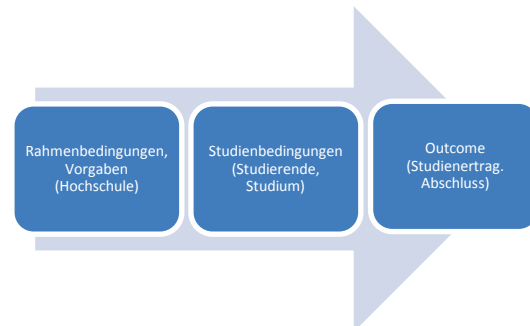 Rahmenbedingungen,
Vorgaben
(Hochschule)
Studienbedingungen
(Studierende,
Studium)
Outcome
(Studienertrag.
Abschluss)